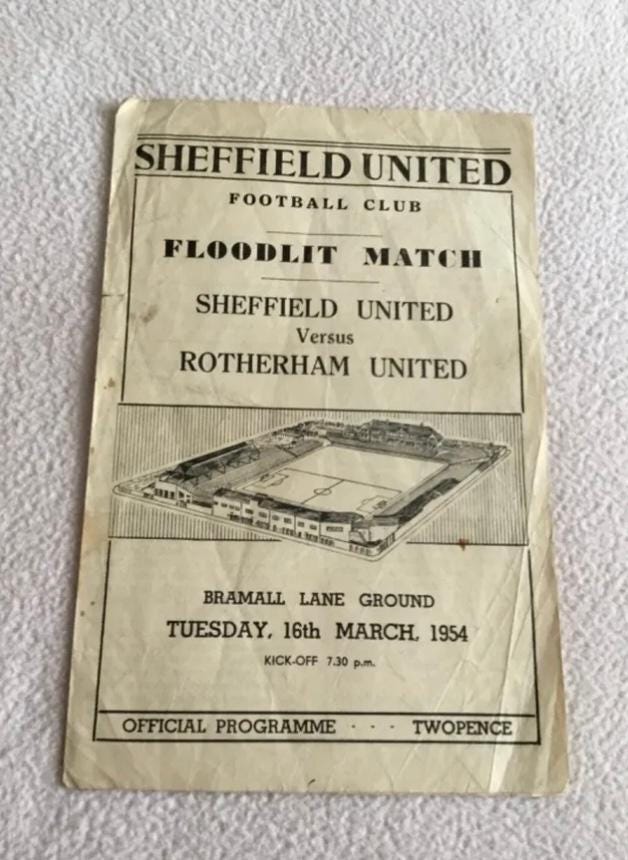 SHEFFIELD UNITED
FOOTBALL CLUB
FLOODLIT MATCH
SHEFFIELD UNITED
Versus
ROTHERHAM UNITED
BRAMALL LANE GROUND
TUESDAY, 16th MARCH, 1954
KICK-OFF 7.30 p.m.
OFFICIAL PROGRAMME - - - TWOPENCE